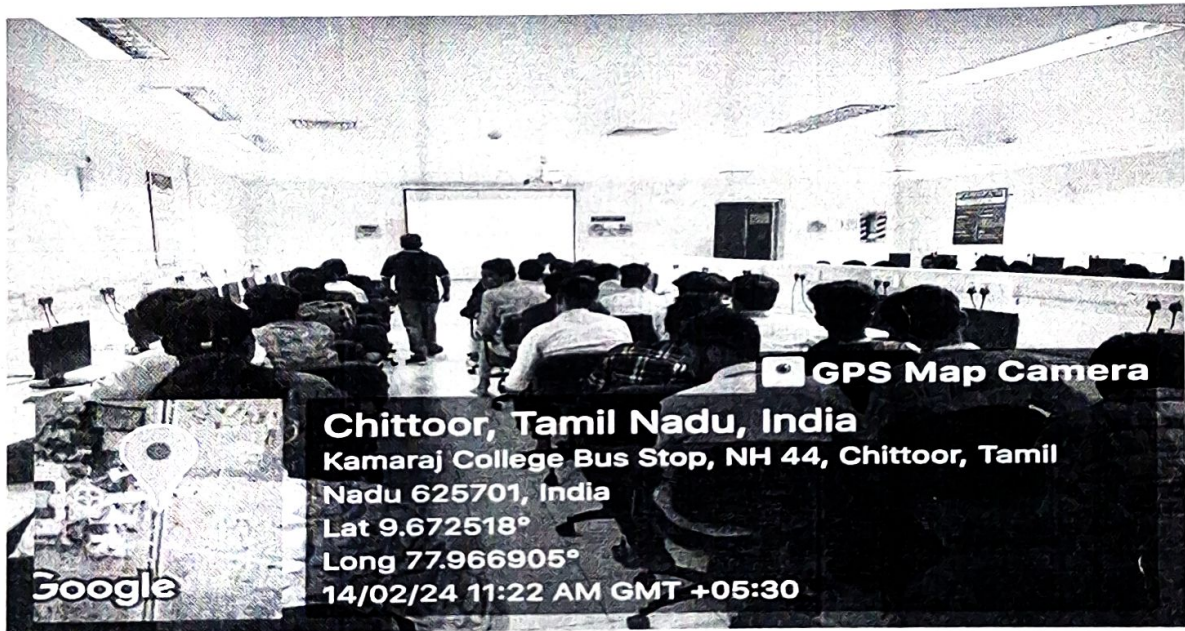 GPS Map Camera
Chittoor, Tamil Nadu, India
Kamaraj College Bus Stop, NH 44, Chittoor, Tamil
Nadu 625701, India
Lat 9.672518°
Long 77.966905°
14/02/24 11:22 AM GMT +05:30
Google